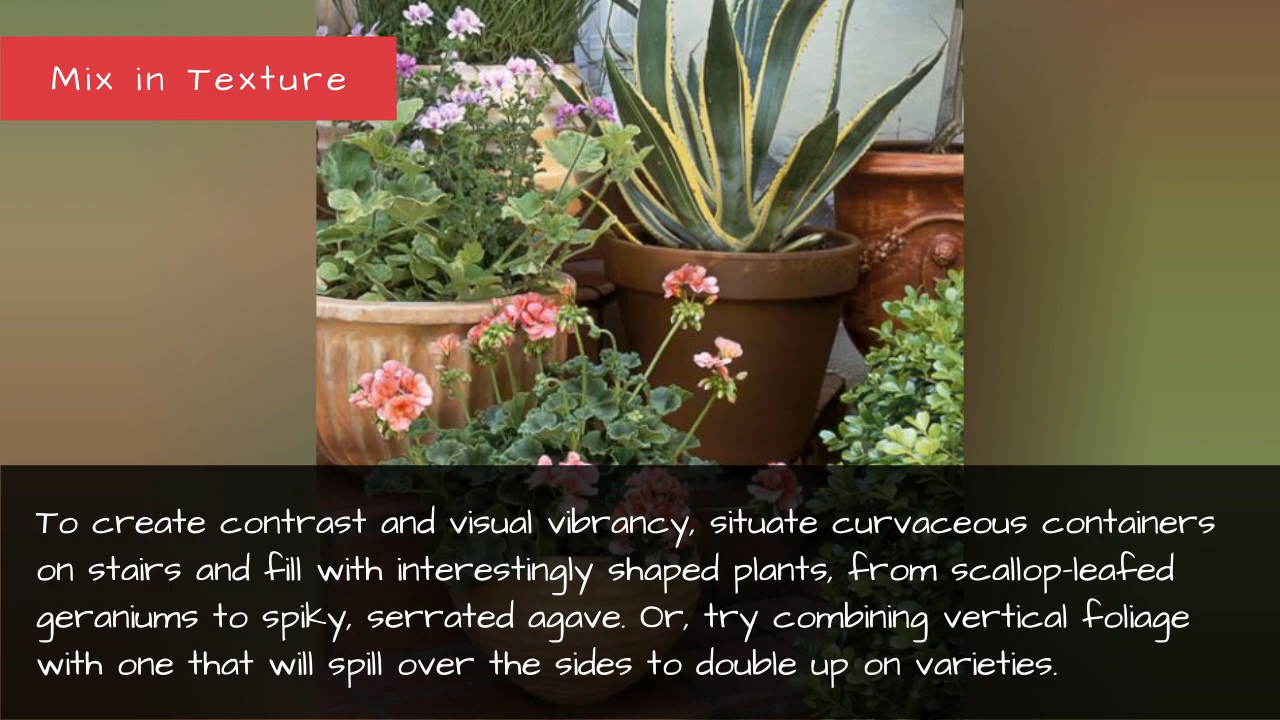 Mix in Texture
To create contrast and visual vibrancy, situate curvaceous containers
on stairs and fill with interestingly shaped plants, from scallop-leafed
geraniums to spiky, serrated agave. Or, try combining vertical foliage
with one that will spill over the sides to double up on varieties.